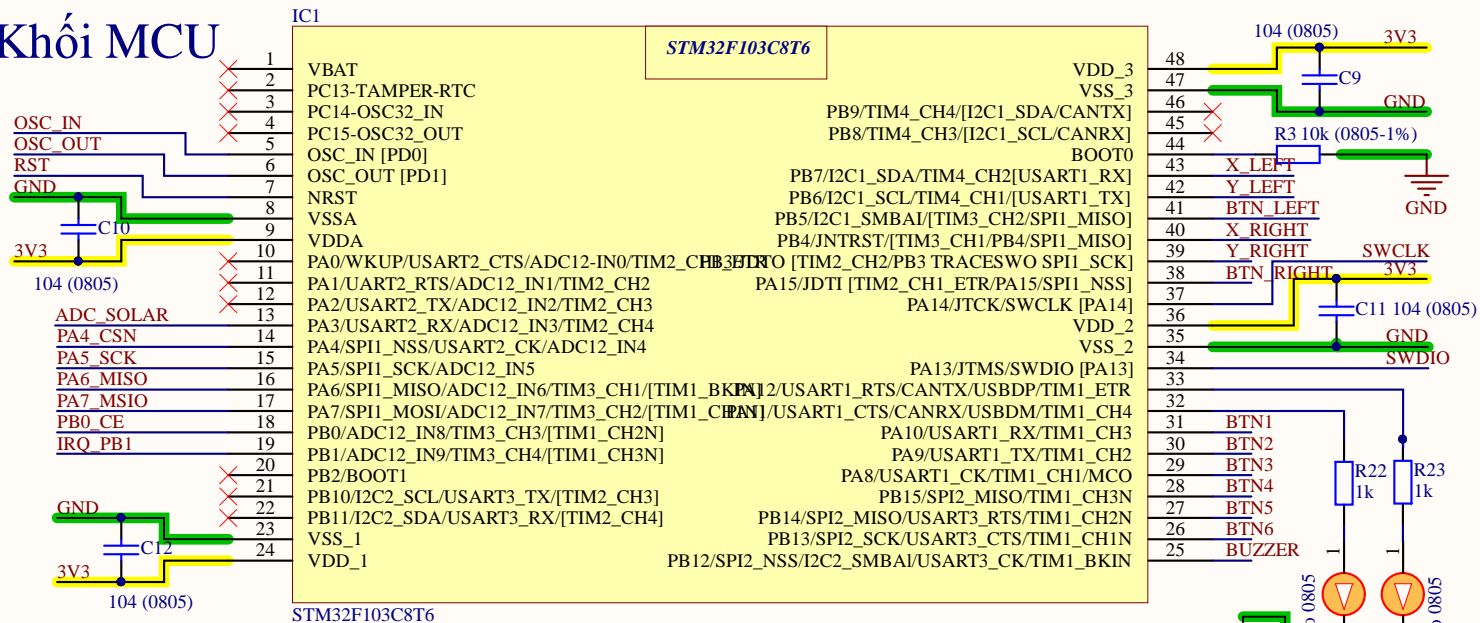 Khối MCU
IC1
STM32F103C8T6
1 VBAT
2 PC13-TAMPER-RTC
3 PC14-OSC32_IN
4 PC15-OSC32_OUT
OSC_IN 5 OSC_IN [PD0]
OSC_OUT 6 OSC_OUT [PD1]
RST 7 NRST
GND 8 VSSA
C10
3V3 9 VDDA
104 (0805)
10 PA0/WKUP/USART2_CTS/ADC12-IN0/TIM2_
11 PA1/UART2_RTS/ADC12_IN1/TIM2_CH2
12 PA2/USART2_TX/ADC12_IN2/TIM2_CH3
ADC_SOLAR 13 PA3/USART2_RX/ADC12_IN3/TIM2_CH4
PA4_CSN 14 PA4/SPI1_NSS/USART2_CK/ADC12_IN4
PA5_SCK 15 PA5/SPI1_SCK/ADC12_IN5
PA6_MISO 16 PA6/SPI1_MISO/ADC12_IN6/TIM3_CH1/[TIM1_BKIN]
PA7_MSIO 17 PA7/SPI1_MOSI/ADC12_IN7/TIM3_CH2/[TIM1_CH1N]
PB0_CE 18 PB0/ADC12_IN8/TIM3_CH3/[TIM1_CH2N]
IRQ_PB1 19 PB1/ADC12_IN9/TIM3_CH4/[TIM1_CH3N]
20 PB2/BOOT1
21 PB10/I2C2_SCL/USART3_TX/[TIM2_CH3]
22 PB11/I2C2_SDA/USART3_RX/[TIM2_CH4]
GND 23 VSS_1
C12
3V3 24 VDD_1
104 (0805)
104 (0805)
VDD_3 48 3V3
C9
VSS_3 47 GND
PB9/TIM4_CH4/[I2C1_SDA/CANTX] 46
PB8/TIM4_CH3/[I2C1_SCL/CANRX] 45
R3 10k (0805-1%)
BOOT0 44
GND
PB7/I2C1_SDA/TIM4_CH2[USART1_RX] 43 X_LEFT
PB6/I2C1_SCL/TIM4_CH1/[USART1_TX] 42 Y_LEFT
PB5/I2C1_SMBAI/[TIM3_CH2/SPI1_MISO] 41 BTN_LEFT
PB4/JNTRST/[TIM3_CH1/PB4/SPI1_MISO] 40 X_RIGHT
[TIM2_CH2/PB3 TRACESWO SPI1_SCK] 39 Y_RIGHT
PA15/JDTI [TIM2_CH1_ETR/PA15/SPI1_NSS] 38 BTN_RIGHT
PA14/JTCK/SWCLK [PA14] 37 SWCLK
VDD_2 36 3V3
C11 104 (0805)
VSS_2 35 GND
PA13/JTMS/SWDIO [PA13] 34 SWDIO
PA12/USART1_RTS/CANTX/USBDP/TIM1_ETR 33
PA11/USART1_CTS/CANRX/USBDM/TIM1_CH4 32
PA10/USART1_RX/TIM1_CH3 31 BTN1
PA9/USART1_TX/TIM1_CH2 30 BTN2
PA8/USART1_CK/TIM1_CH1/MCO 29 BTN3
PB15/SPI2_MISO/TIM1_CH3N 28 BTN4
PB14/SPI2_MISO/USART3_RTS/TIM1_CH2N 27 BTN5
PB13/SPI2_SCK/USART3_CTS/TIM1_CH1N 26 BTN6
PB12/SPI2_NSS/I2C2_SMBAI/USART3_CK/TIM1_BKIN 25 BUZZER
R22
1k
R23
1k
1
1
0805
0805
STM32F103C8T6